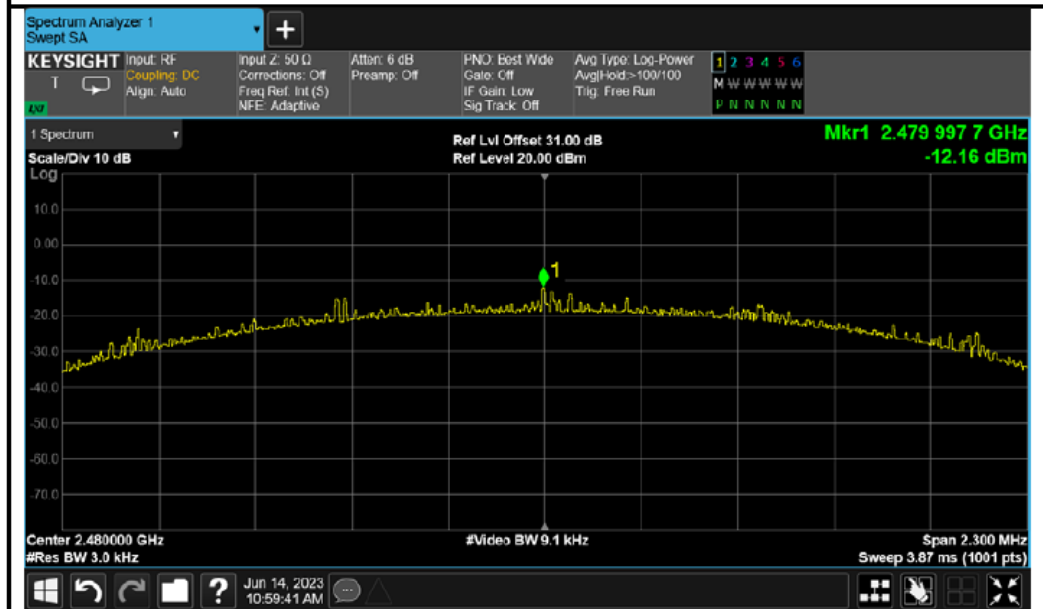 Spectrum Analyzer 1
Swept SA
+
KEYSIGHT
Input: RF
Coupling: DC
Align: Auto
Input Z: 50 Ω
Corrections: Off
Freq Ref: Int (S)
NFE: Adaptive
Atten: 6 dB
Preamp: Off
PNO: Best Wide
Gate: Off
IF Gain: Low
Sig Track: Off
Avg Type: Log-Power
Avg|Hold:>100/100
Trig: Free Run
1 2 3 4 5 6
M W W W W W
P N N N N N
T
1 Spectrum
Scale/Div 10 dB
Ref Lvl Offset 31.00 dB
Ref Level 20.00 dBm
Mkr1 2.479 997 7 GHz
-12.16 dBm
Log
10.0
0.00
-10.0
-20.0
-30.0
-40.0
-50.0
-60.0
-70.0
1
Center 2.480000 GHz
#Res BW 3.0 kHz
#Video BW 9.1 kHz
Span 2.300 MHz
Sweep 3.87 ms (1001 pts)
?
Jun 14, 2023
10:59:41 AM